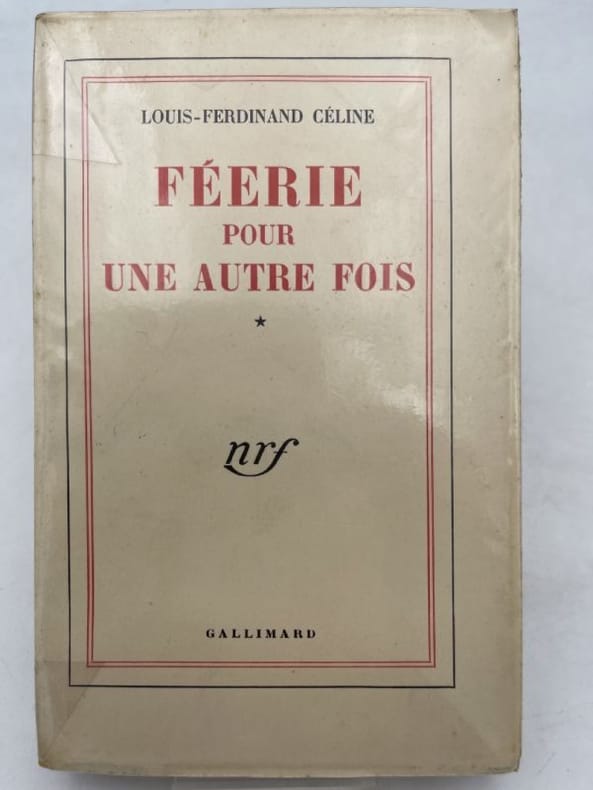 LOUIS-FERDINAND CÉLINE
FÉERIE
POUR
UNE AUTRE FOIS
★
nrf
GALLIMARD